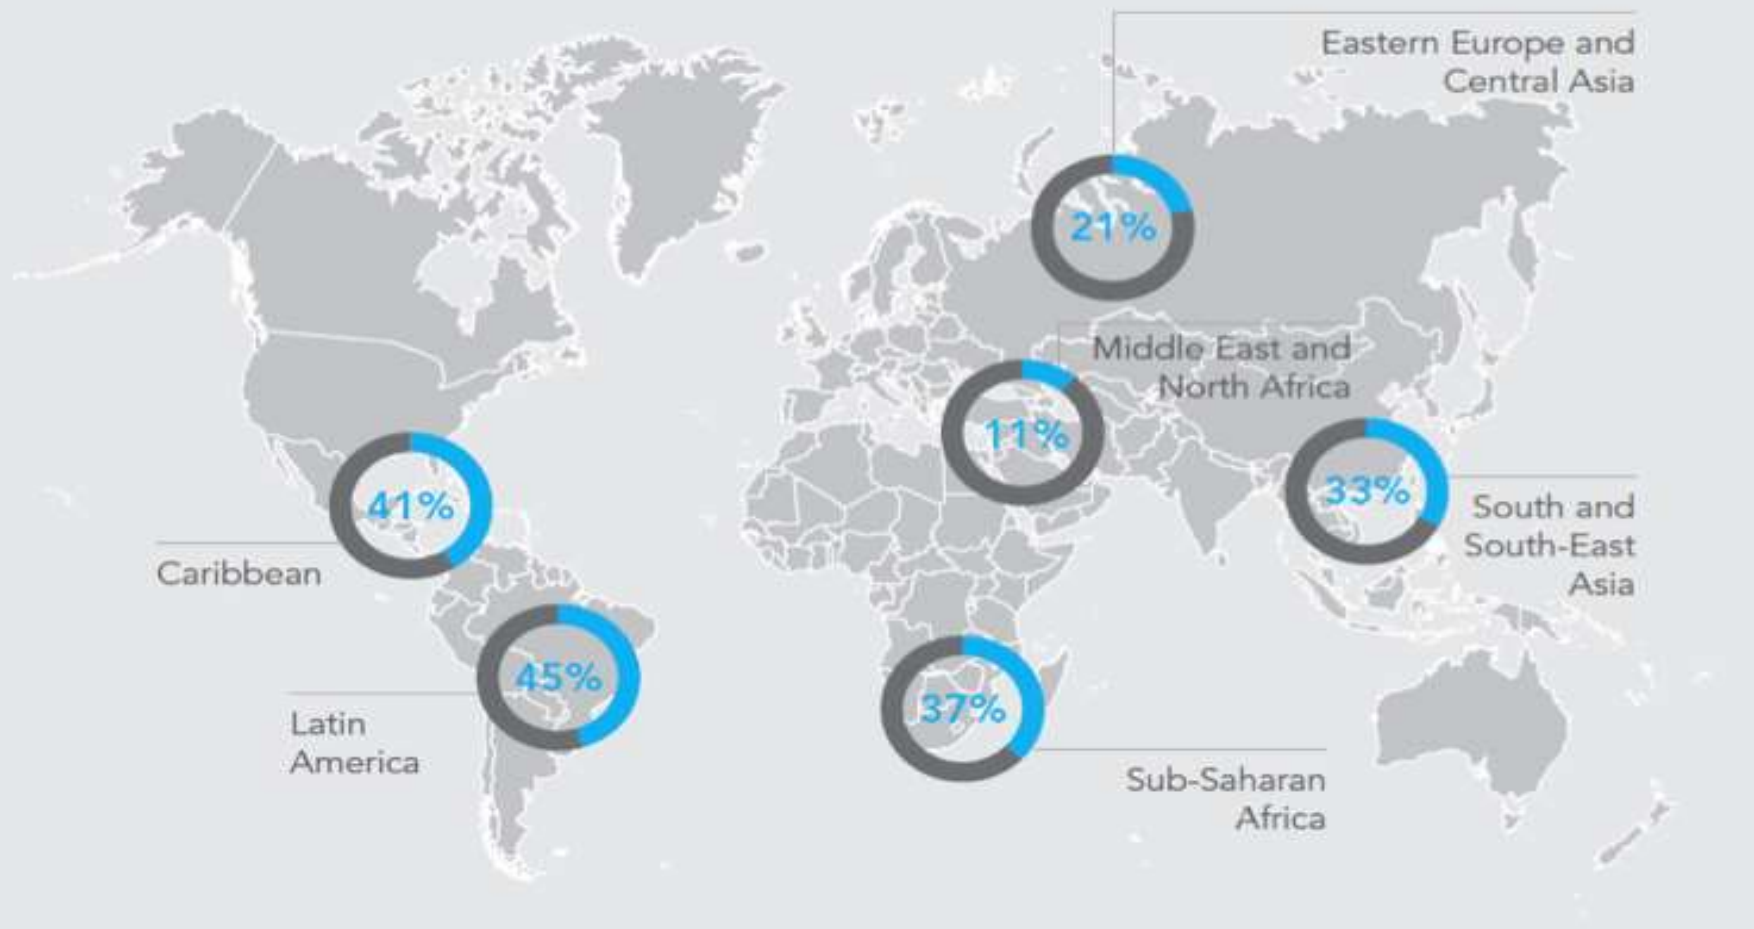 Eastern Europe and
Central Asia
21%
Middle East and
North Africa
11%
33%
South and
South-East
Asia
41%
Caribbean
45%
Latin
America
37%
Sub-Saharan
Africa